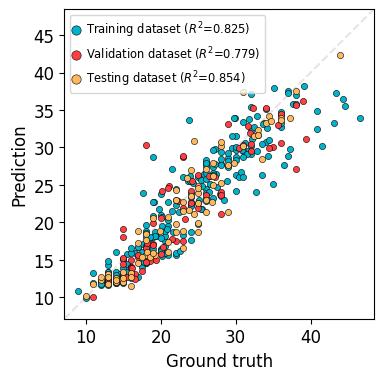 Training dataset (R²=0.825)
Validation dataset (R²=0.779)
Testing dataset (R²=0.854)
45
40
35
30
25
20
15
10
Prediction
10
20
30
40
Ground truth